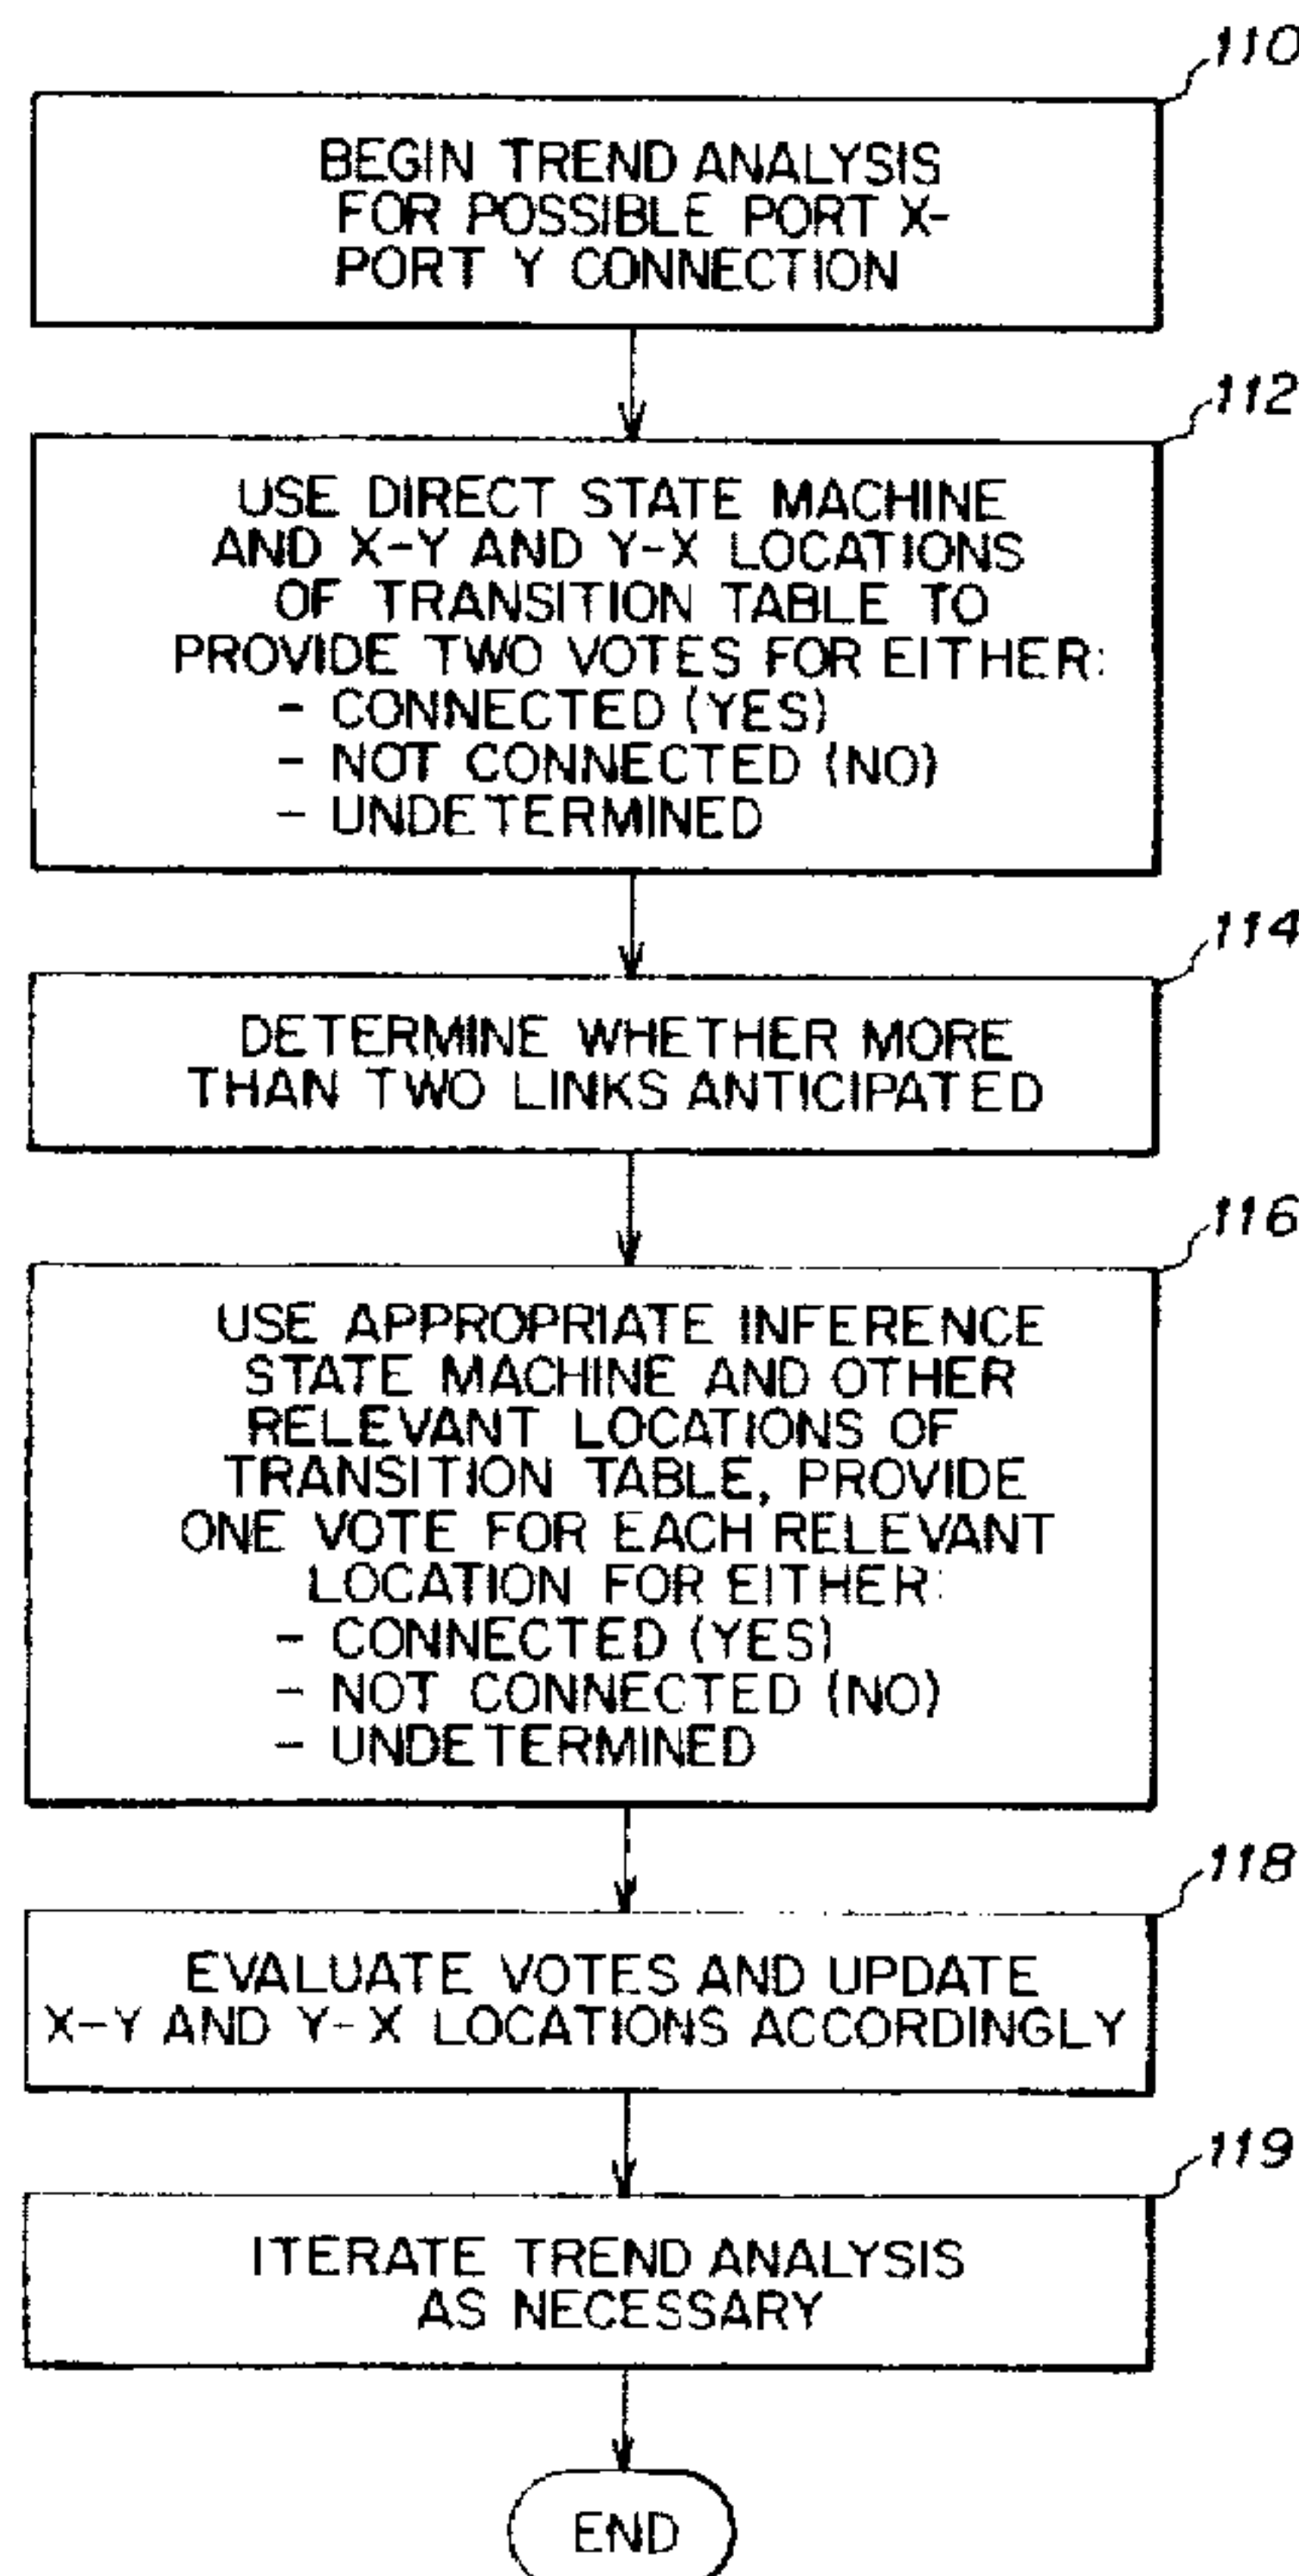 110
BEGIN TREND ANALYSIS
FOR POSSIBLE PORT X-
PORT Y CONNECTION
112
USE DIRECT STATE MACHINE
AND X-Y AND Y-X LOCATIONS
OF TRANSITION TABLE TO
PROVIDE TWO VOTES FOR EITHER:
- CONNECTED (YES)
- NOT CONNECTED (NO)
- UNDETERMINED
114
DETERMINE WHETHER MORE
THAN TWO LINKS ANTICIPATED
116
USE APPROPRIATE INFERENCE
STATE MACHINE AND OTHER
RELEVANT LOCATIONS OF
TRANSITION TABLE, PROVIDE
ONE VOTE FOR EACH RELEVANT
LOCATION FOR EITHER:
- CONNECTED (YES)
- NOT CONNECTED (NO)
- UNDETERMINED
118
EVALUATE VOTES AND UPDATE
X-Y AND Y-X LOCATIONS ACCORDINGLY
119
ITERATE TREND ANALYSIS
AS NECESSARY
END